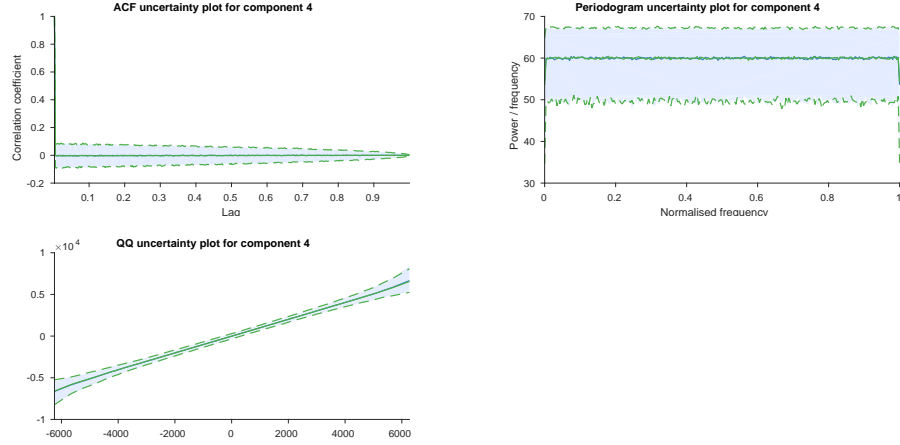 ACF uncertainty plot for component 4
1
0.8
0.6
0.4
0.2
0
-0.2
Correlation coefficient
0.1 0.2 0.3 0.4 0.5 0.6 0.7 0.8 0.9
Lag
Periodogram uncertainty plot for component 4
70
60
50
40
30
Power / frequency
0 0.2 0.4 0.6 0.8 1
Normalised frequency
QQ uncertainty plot for component 4
×10^4
1
0.5
0
-0.5
-1
-6000 -4000 -2000 0 2000 4000 6000